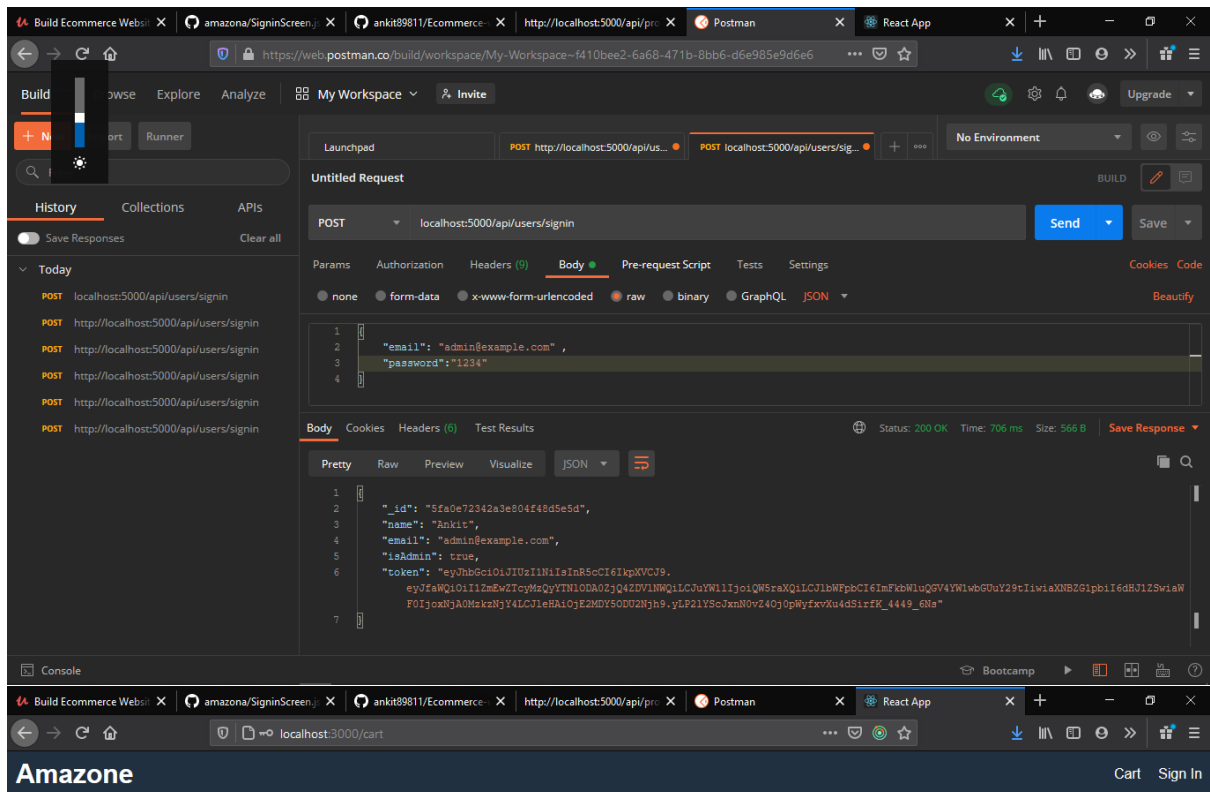 Build Ecommerce Websit
amazona/SigninScreen.js
ankit89811/Ecommerce-
http://localhost:5000/api/pro
Postman
React App
https://web.postman.co/build/workspace/My-Workspace~f410bee2-6a68-471b-8bb6-d6e985e9d6e6
Build
owse
Explore
Analyze
My Workspace
Invite
Upgrade
+ N
ort
Runner
Launchpad
POST http://localhost:5000/api/us...
POST localhost:5000/api/users/sig...
No Environment
Untitled Request
BUILD
History
Collections
APIs
POST
localhost:5000/api/users/signin
Send
Save
Save Responses
Clear all
Params
Authorization
Headers (9)
Body
Pre-request Script
Tests
Settings
Cookies
Code
Today
none
form-data
x-www-form-urlencoded
raw
binary
GraphQL
JSON
Beautify
POST localhost:5000/api/users/signin
POST http://localhost:5000/api/users/signin
POST http://localhost:5000/api/users/signin
POST http://localhost:5000/api/users/signin
POST http://localhost:5000/api/users/signin
POST http://localhost:5000/api/users/signin
1 {
2 "email": "admin@example.com" ,
3 "password":"1234"
4 }
Body
Cookies
Headers (6)
Test Results
Status: 200 OK
Time: 706 ms
Size: 566 B
Save Response
Pretty
Raw
Preview
Visualize
JSON
1 {
2 "_id": "5fa0e72342a3e804f48d5e5d",
3 "name": "Ankit",
4 "email": "admin@example.com",
5 "isAdmin": true,
6 "token": "eyJhbGciOiJIUzI1NiIsInR5cCI6IkpXVCJ9.
eyJfaWQiOiI1ZmEwZTcyMzQyYTNlODA0ZjQ4ZDVlNWQiLCJuYW1lIjoiQW5raXQiLCJlbWFpbCI6ImFkbWluQGV4YW1wbGUuY29tIiwiaXNBZG1pbiI6dHJ1ZSwiaW
F0IjoxNjA0MzkzNjY4LCJleHAiOjE2MDY5ODU2Njh9.yLP21YScJxnN0vZ4Oj0pWyfxvXu4dSirfK_4449_6Ns"
7 }
Console
Bootcamp
Build Ecommerce Websit
amazona/SigninScreen.js
ankit89811/Ecommerce-
http://localhost:5000/api/pro
Postman
React App
localhost:3000/cart
Amazone
Cart
Sign In